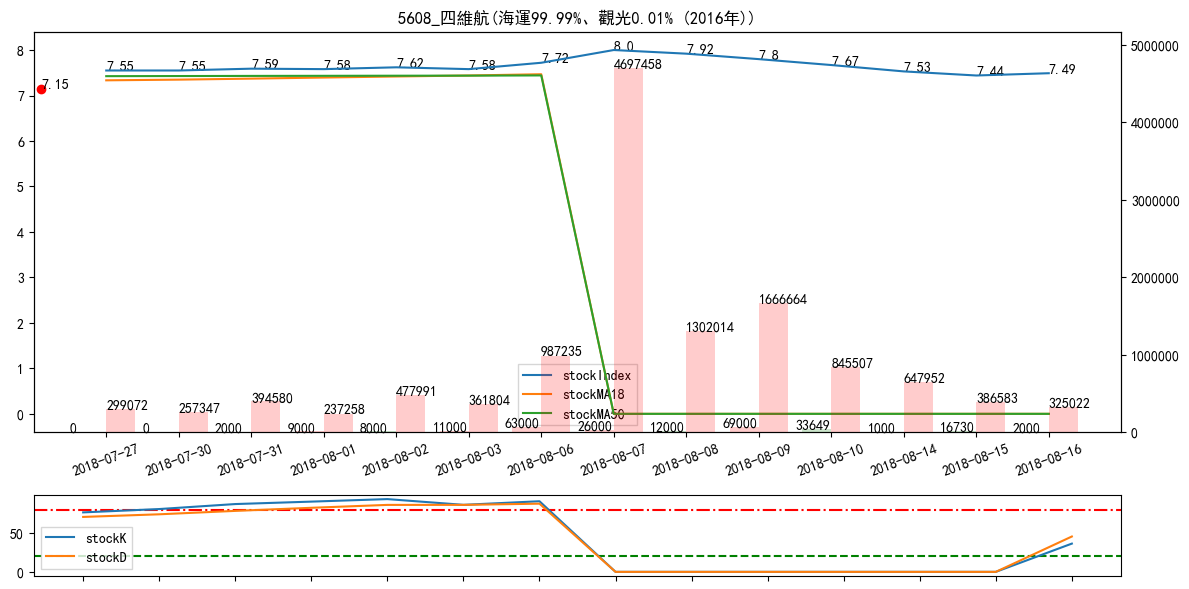 5608_四維航(海運99.99%、觀光0.01% (2016年))
8 7 6 5 4 3 2 1 0
5000000 4000000 3000000 2000000 1000000 0
7.15 7.55 7.55 7.59 7.58 7.62 7.58 7.72 8.0 7.92 7.8 7.67 7.53 7.44 7.49
299072 257347 394580 237258 477991 361804 987235 4697458 1302014 1666664 845507 647952 386583 325022
stockIndex
stockMA18
stockMA50
0 0 2000 9000 8000 11000 63000 26000 12000 69000 33649 1000 16730 2000
2018-07-27 2018-07-30 2018-07-31 2018-08-01 2018-08-02 2018-08-03 2018-08-06 2018-08-07 2018-08-08 2018-08-09 2018-08-10 2018-08-14 2018-08-15 2018-08-16
50 0
stockK
stockD